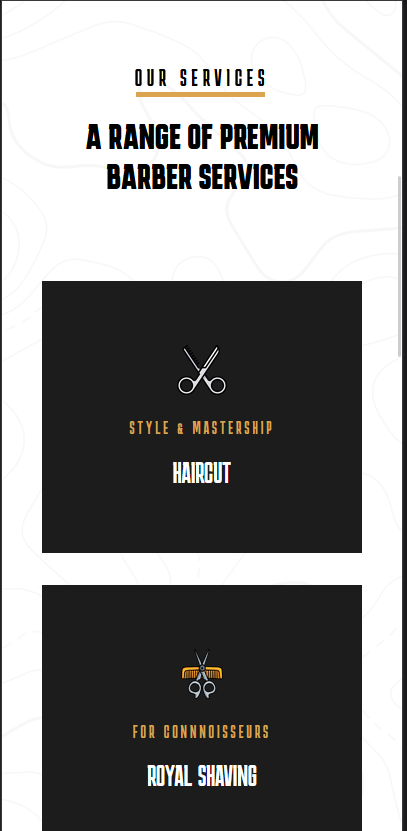 OUR SERVICES
A RANGE OF PREMIUM
BARBER SERVICES
STYLE & MASTERSHIP
HAIRCUT
FOR CONNNOISSEURS
ROYAL SHAVING